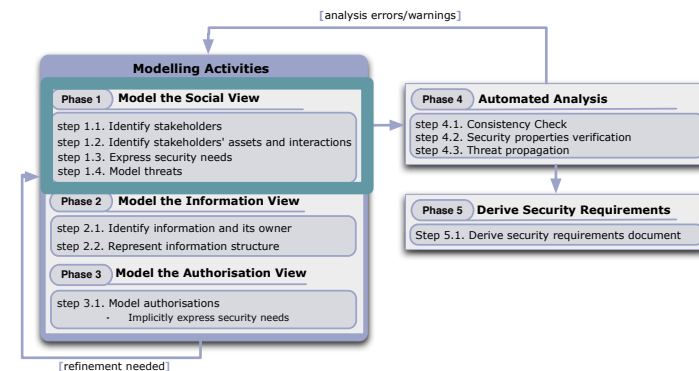 [analysis errors/warnings]
Modelling Activities
Phase 1 Model the Social View
step 1.1. Identify stakeholders
step 1.2. Identify stakeholders' assets and interactions
step 1.3. Express security needs
step 1.4. Model threats
Phase 2 Model the Information View
step 2.1. Identify information and its owner
step 2.2. Represent information structure
Phase 3 Model the Authorisation View
step 3.1. Model authorisations
· Implicitly express security needs
[refinement needed]
Phase 4 Automated Analysis
step 4.1. Consistency Check
step 4.2. Security properties verification
step 4.3. Threat propagation
Phase 5 Derive Security Requirements
Step 5.1. Derive security requirements document